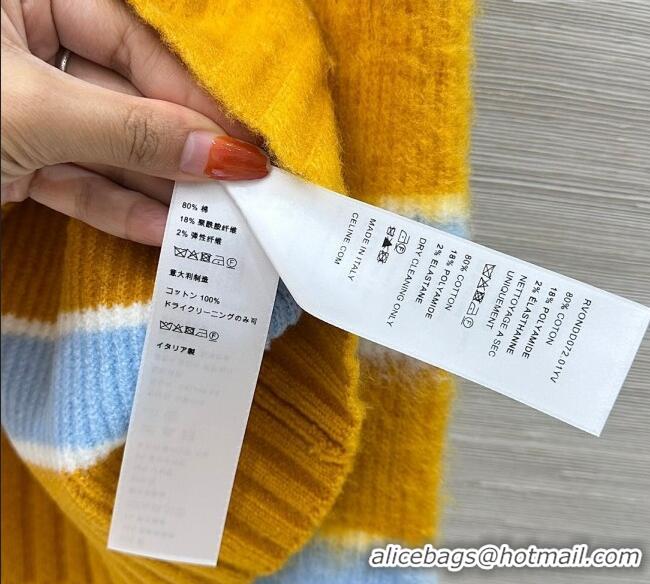 80% 棉
18% 聚酰胺纤维
2% 弹性纤维
意大利制造
コットン 100%
ドライクリーニングのみ可
イタリア製
RVONDD072.01YV
80% COTON
18% POLYAMIDE
2% ÉLASTHANNE
NETTOYAGE A SEC
UNIQUEMENT
80% COTTON
18% POLYAMIDE
2% ELASTANE
DRY CLEANING ONLY
MADE IN ITALY
CELINE.COM
alicebags@hotmail.com